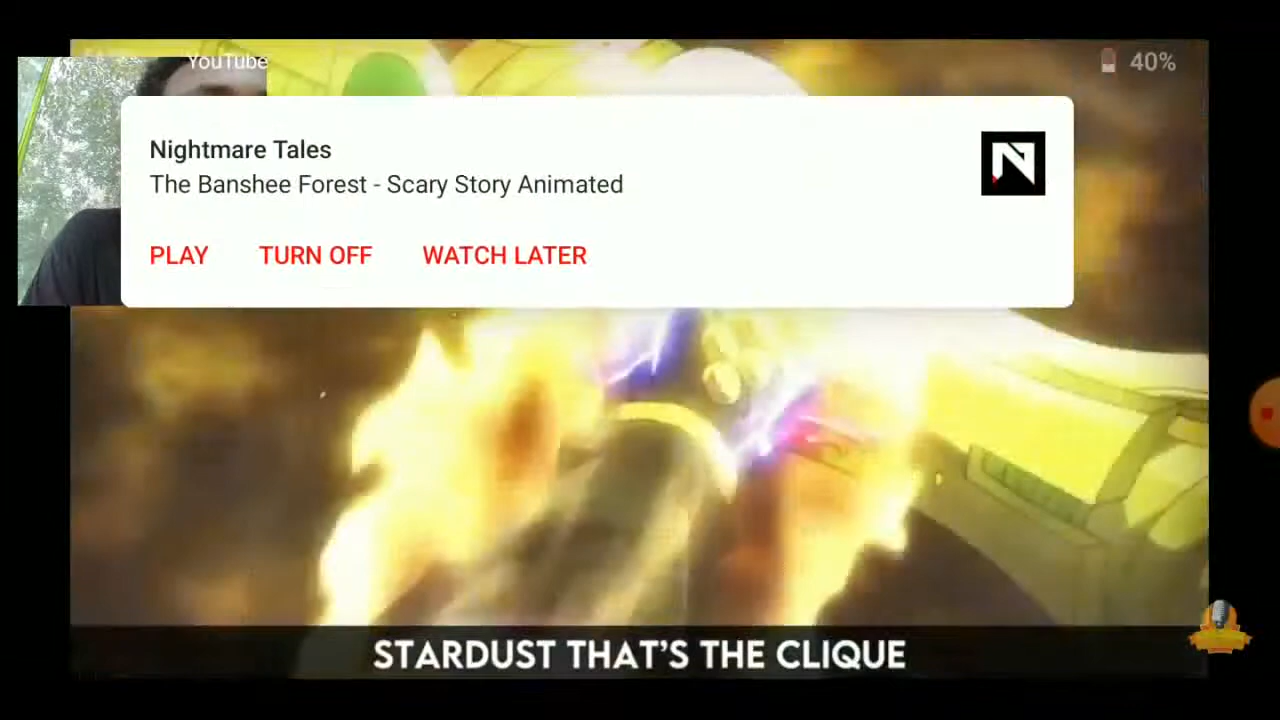 YouTube
40%
Nightmare Tales
The Banshee Forest - Scary Story Animated
N
PLAY TURN OFF WATCH LATER
STARDUST THAT'S THE CLIQUE